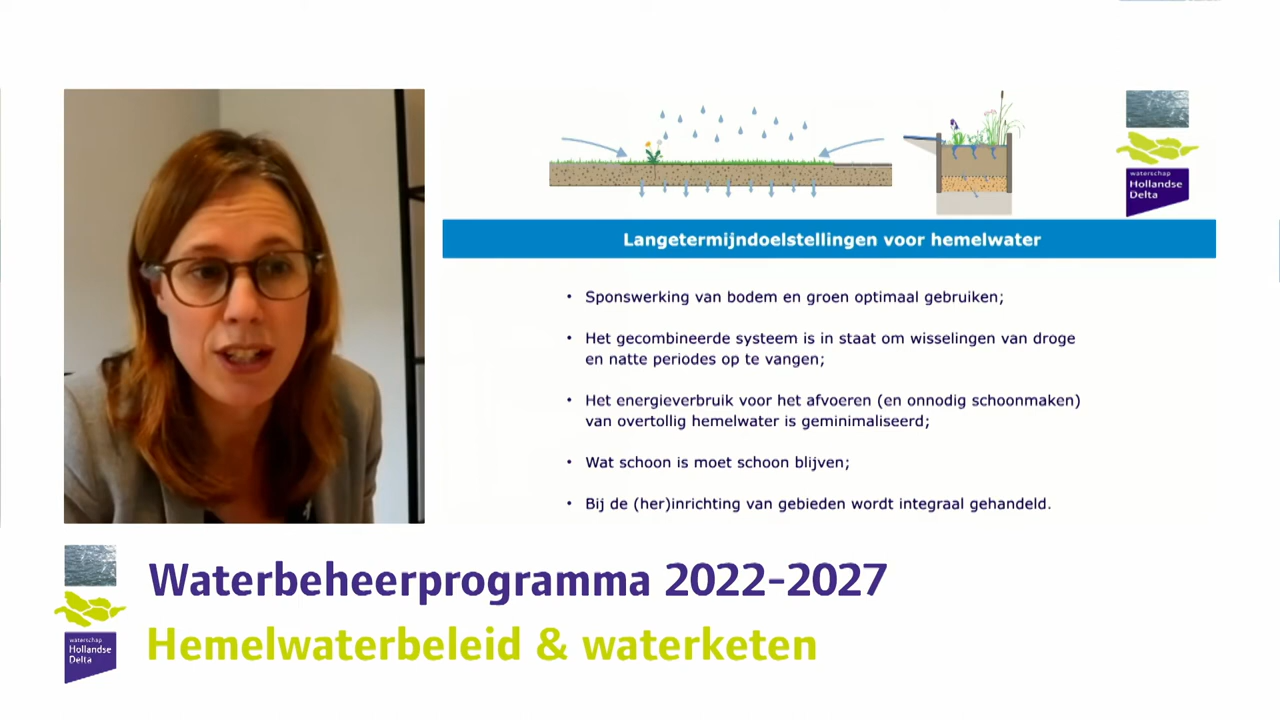 waterschap
Hollandse
Delta
Langetermijndoelstellingen voor hemelwater
• Sponswerking van bodem en groen optimaal gebruiken;
• Het gecombineerde systeem is in staat om wisselingen van droge
en natte periodes op te vangen;
• Het energieverbruik voor het afvoeren (en onnodig schoonmaken)
van overtollig hemelwater is geminimaliseerd;
• Wat schoon is moet schoon blijven;
• Bij de (her)inrichting van gebieden wordt integraal gehandeld.
Waterbeheerprogramma 2022-2027
Hemelwaterbeleid & waterketen
waterschap
Hollandse
Delta